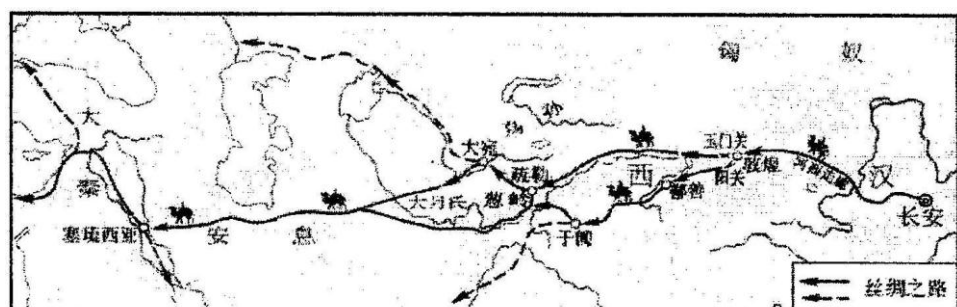 匈 奴
大
秦
塞琉西亚
安 息
大月氏
大宛
疏勒
葱岭
于阗
西
鄯善
玉门关
阳关
敦煌
河西走廊
汉
长安
丝绸之路